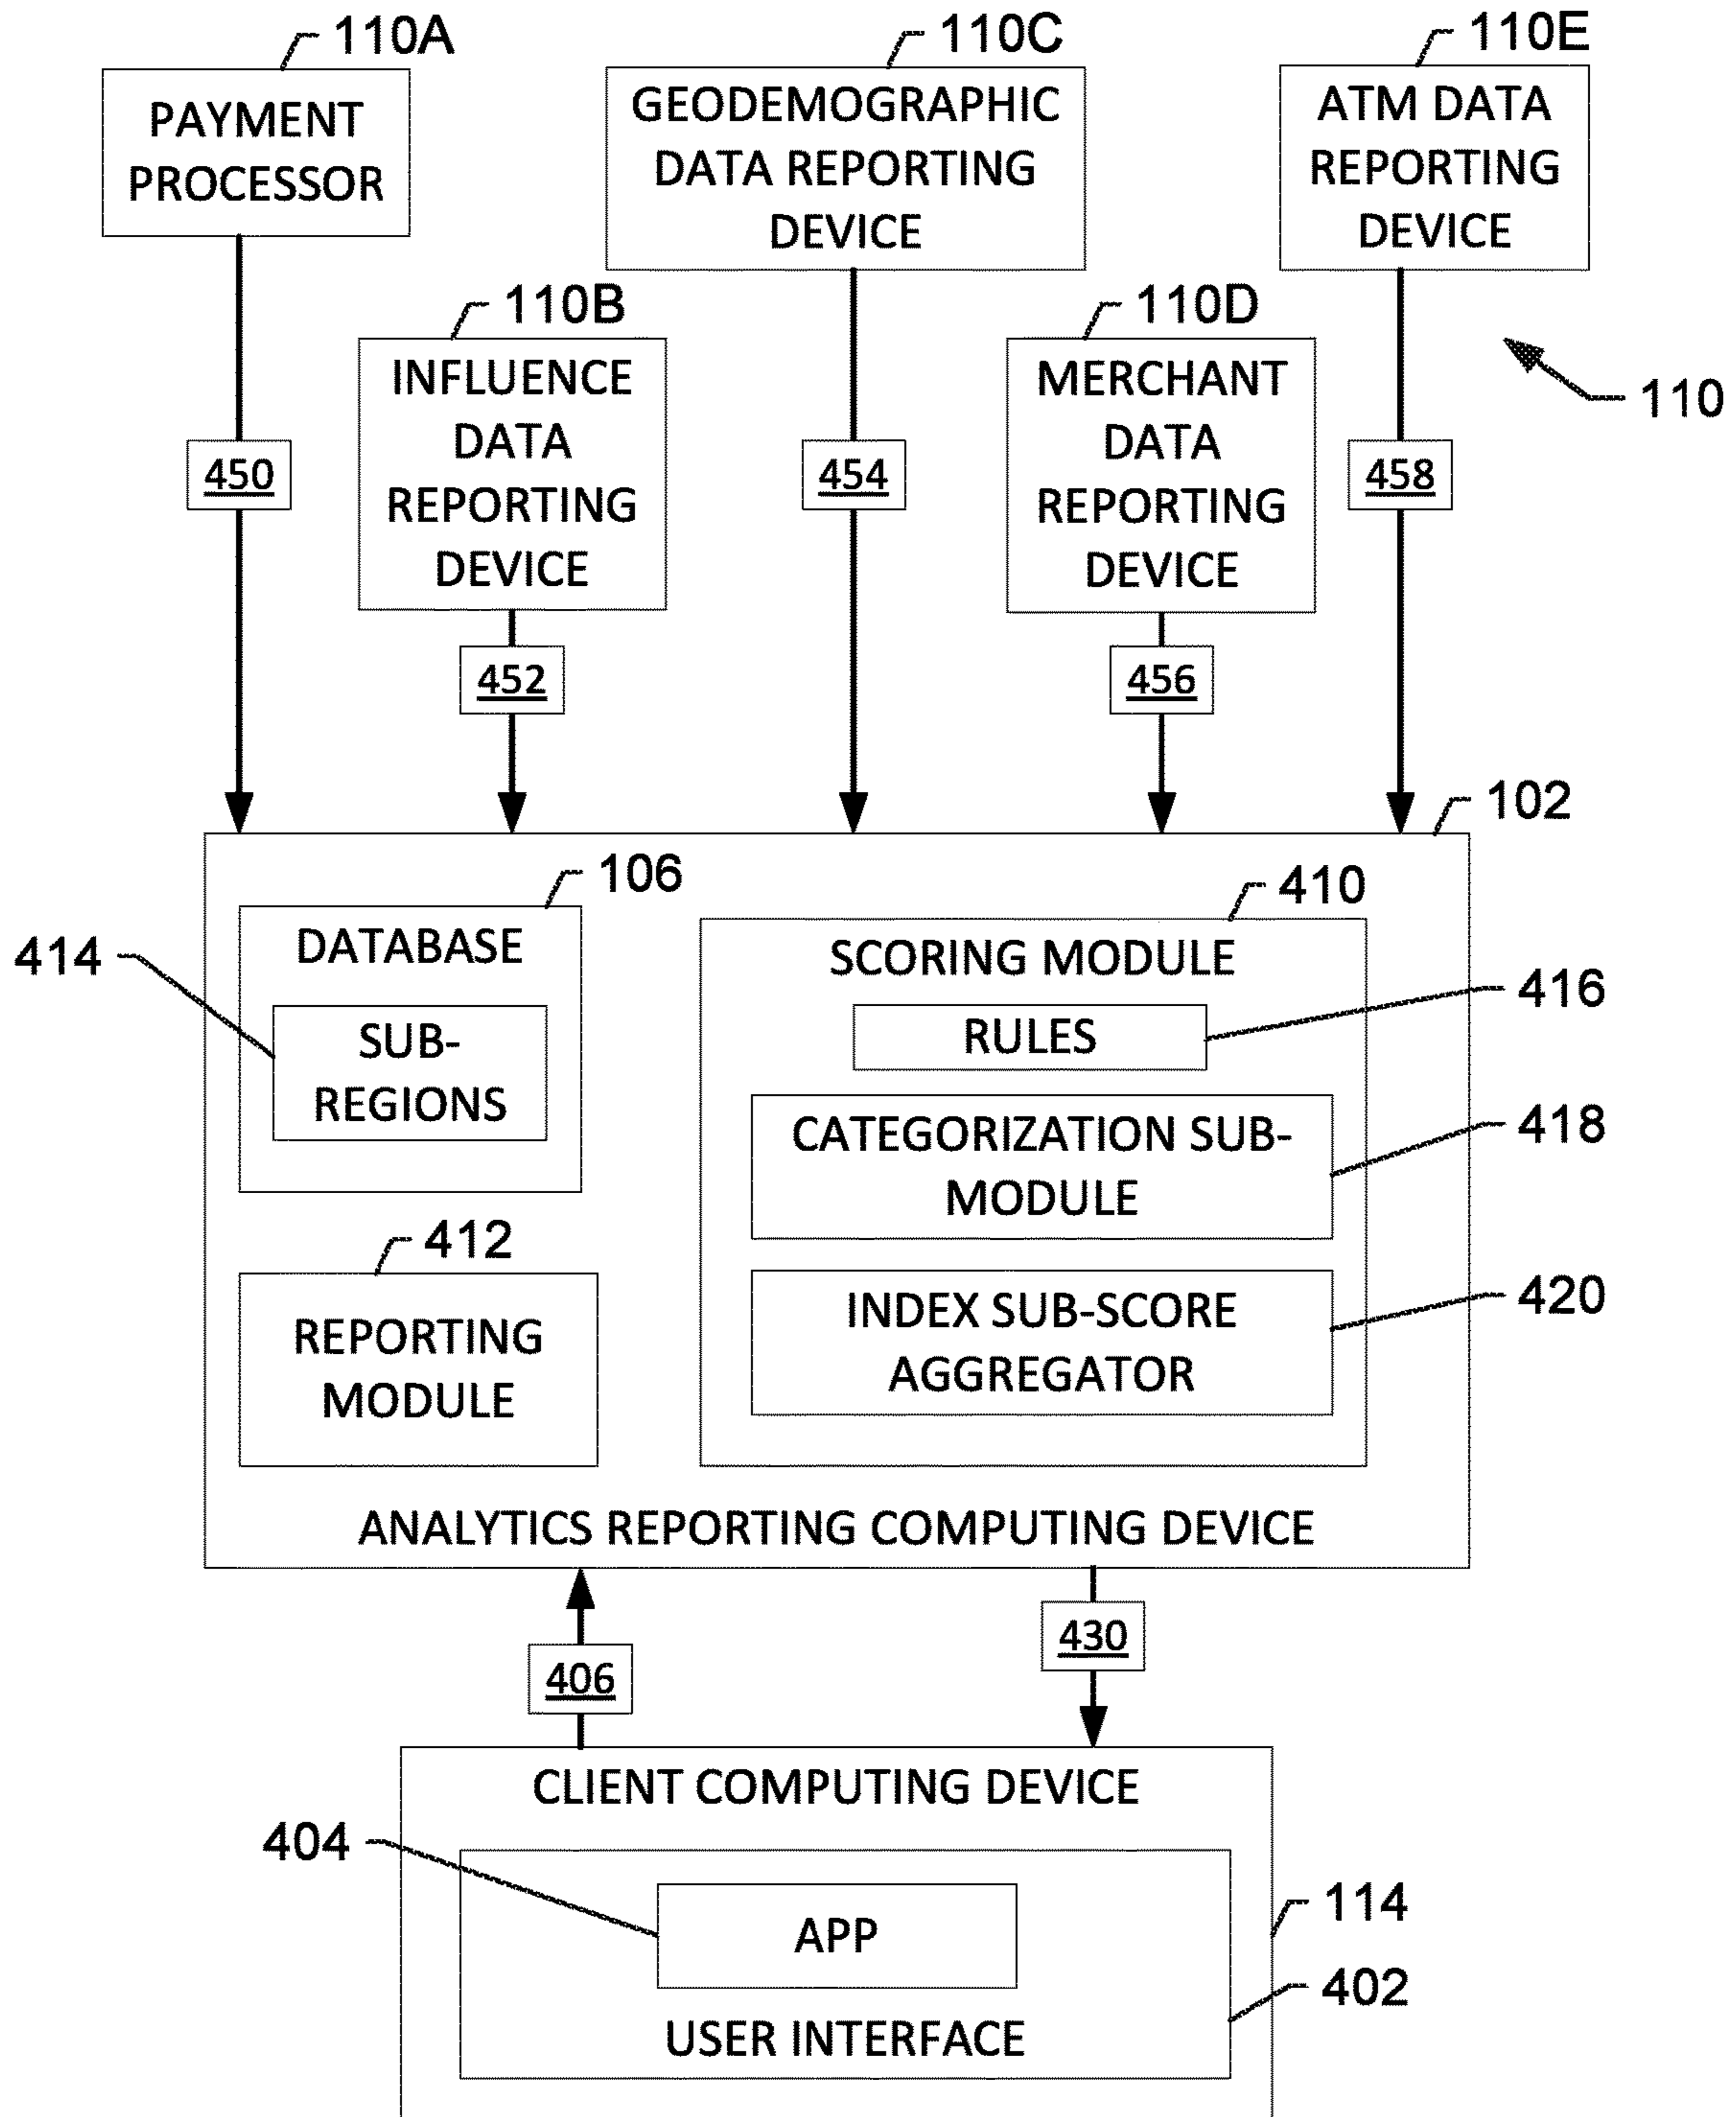 110A
PAYMENT
PROCESSOR
110C
GEODEMOGRAPHIC
DATA REPORTING
DEVICE
110E
ATM DATA
REPORTING
DEVICE
110B
INFLUENCE
DATA
REPORTING
DEVICE
110D
MERCHANT
DATA
REPORTING
DEVICE
110
450
454
458
452
456
102
106
DATABASE
414
SUB-
REGIONS
410
SCORING MODULE
RULES
416
CATEGORIZATION SUB-
MODULE
418
412
REPORTING
MODULE
INDEX SUB-SCORE
AGGREGATOR
420
ANALYTICS REPORTING COMPUTING DEVICE
406
430
CLIENT COMPUTING DEVICE
404
APP
USER INTERFACE
114
402